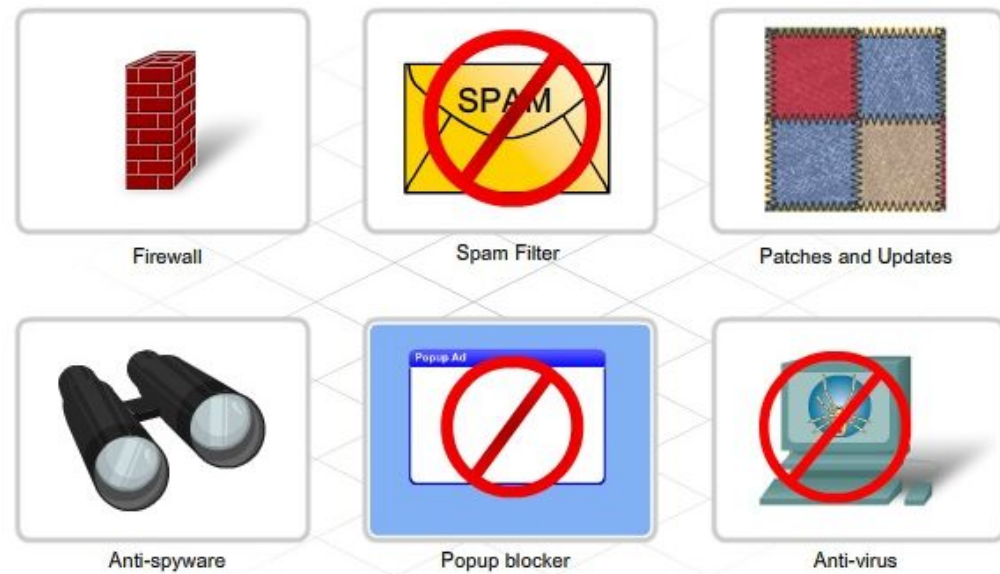 SPAM
Firewall
Spam Filter
Patches and Updates
Popup Ad
Anti-spyware
Popup blocker
Anti-virus